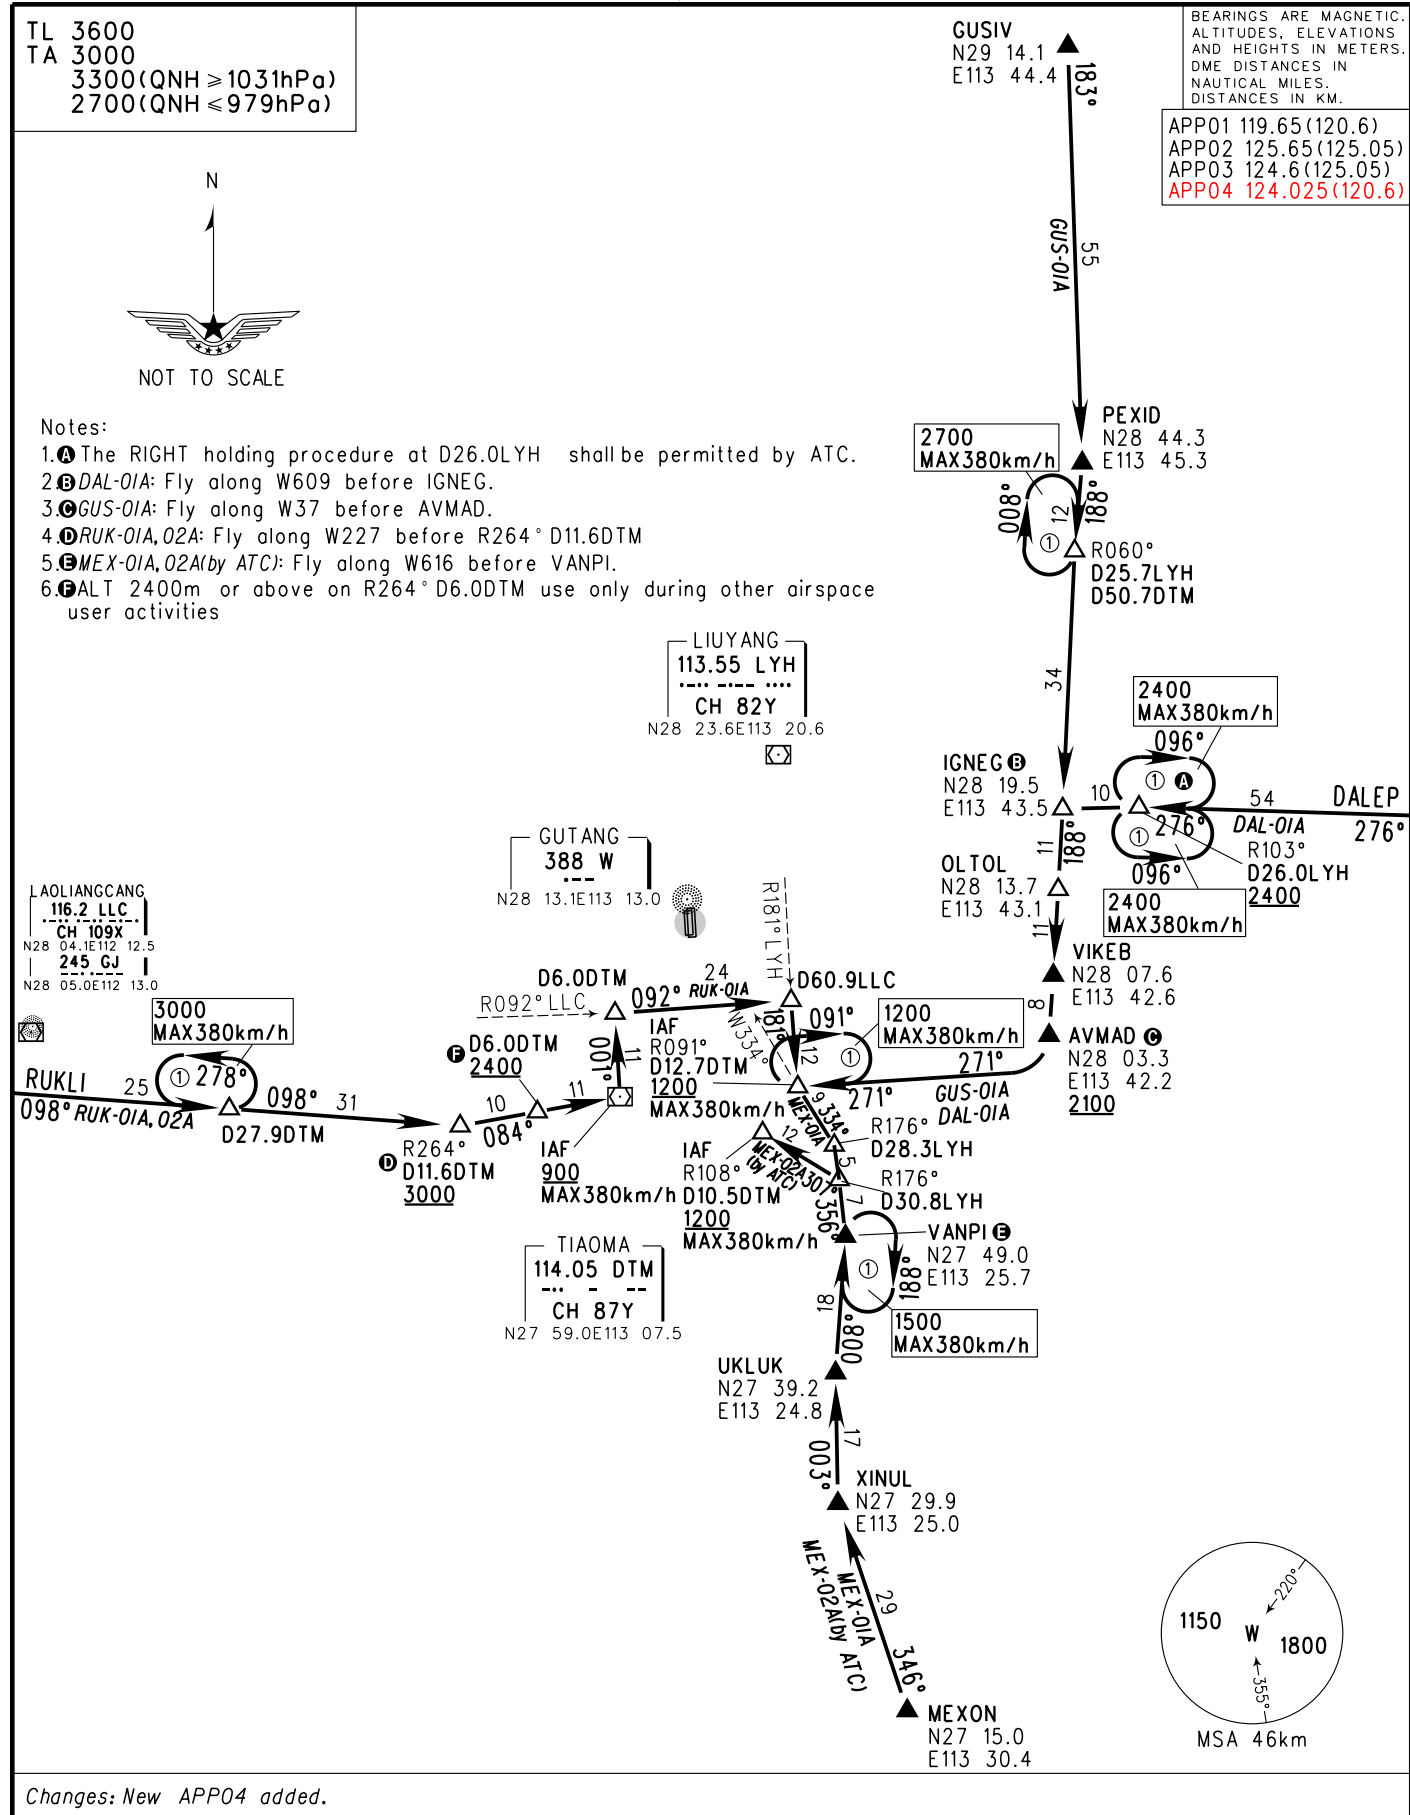 TL 3600
TA 3000
3300(QNH ≥1031hPa)
2700(QNH ≤979hPa)
BEARINGS ARE MAGNETIC.
ALTITUDES, ELEVATIONS
AND HEIGHTS IN METERS.
DME DISTANCES IN
NAUTICAL MILES.
DISTANCES IN KM.
APP01 119.65(120.6)
APP02 125.65(125.05)
APP03 124.6(125.05)
APP04 124.025(120.6)
N
NOT TO SCALE
GUSIV
N29 14.1
E113 44.4
183°
55
GUS-01A
Notes:
1.A The RIGHT holding procedure at D26.0LYH shall be permitted by ATC.
2.B DAL-01A: Fly along W609 before IGNEG.
3.C GUS-01A: Fly along W37 before AVMAD.
4.D RUK-01A,02A: Fly along W227 before R264° D11.6DTM
5.E MEX-01A,02A(by ATC): Fly along W616 before VANPI.
6.F ALT 2400m or above on R264° D6.0DTM use only during other airspace
user activities
PEXID
N28 44.3
E113 45.3
2700
MAX380km/h
008°
12
188°
①
R060°
D25.7LYH
D50.7DTM
34
LIUYANG
113.55 LYH
·-·· -·-- ····
CH 82Y
N28 23.6E113 20.6
2400
MAX380km/h
096°
① A
IGNEG B
N28 19.5
E113 43.5
10
54
DALEP
276°
DAL-01A
276°
①
096°
R103°
D26.0LYH
2400
2400
MAX380km/h
11
188°
OLTOL
N28 13.7
E113 43.1
11
VIKEB
N28 07.6
E113 42.6
8
AVMAD C
N28 03.3
E113 42.2
2100
GUTANG
388 W
·--
N28 13.1E113 13.0
LAOLIANGCANG
116.2 LLC
·-·· ·-·· -·-·
CH 109X
N28 04.1E112 12.5
245 GJ
--· ·---
N28 05.0E112 13.0
R181° LYH
D6.0DTM
24
D60.9LLC
R092° LLC
092° RUK-01A
W334°
181°
12
091°
①
1200
MAX380km/h
271°
271°
GUS-01A
DAL-01A
3000
MAX380km/h
① 278°
RUKLI
25
098° RUK-01A,02A
098°
31
D27.9DTM
F D6.0DTM
2400
10
084°
11
001°
11
IAF
R091°
D12.7DTM
1200
MAX380km/h
D R264°
D11.6DTM
3000
IAF
900
MAX380km/h
IAF
R108°
D10.5DTM
1200
MAX380km/h
9
334°
MEX-01A
R176°
D28.3LYH
12
MEX-02A
(by ATC)
301°
5
R176°
D30.8LYH
7
356°
VANPI E
N27 49.0
E113 25.7
①
188°
1500
MAX380km/h
TIAOMA
114.05 DTM
-·· - --
CH 87Y
N27 59.0E113 07.5
18
008°
UKLUK
N27 39.2
E113 24.8
17
003°
XINUL
N27 29.9
E113 25.0
MEX-01A
MEX-02A(by ATC)
29
346°
MEXON
N27 15.0
E113 30.4
220°
1150
W
1800
355°
MSA 46km
Changes: New APP04 added.